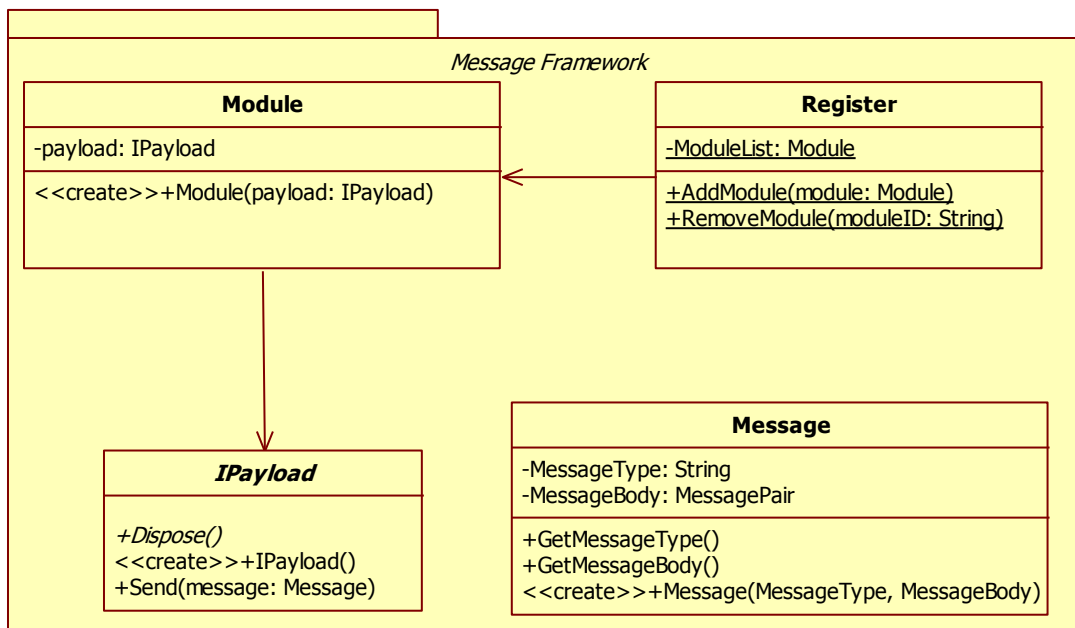 Message Framework
Module
-payload: IPayload
<<create>>+Module(payload: IPayload)
Register
-ModuleList: Module
+AddModule(module: Module)
+RemoveModule(moduleID: String)
IPayload
+Dispose()
<<create>>+IPayload()
+Send(message: Message)
Message
-MessageType: String
-MessageBody: MessagePair
+GetMessageType()
+GetMessageBody()
<<create>>+Message(MessageType, MessageBody)